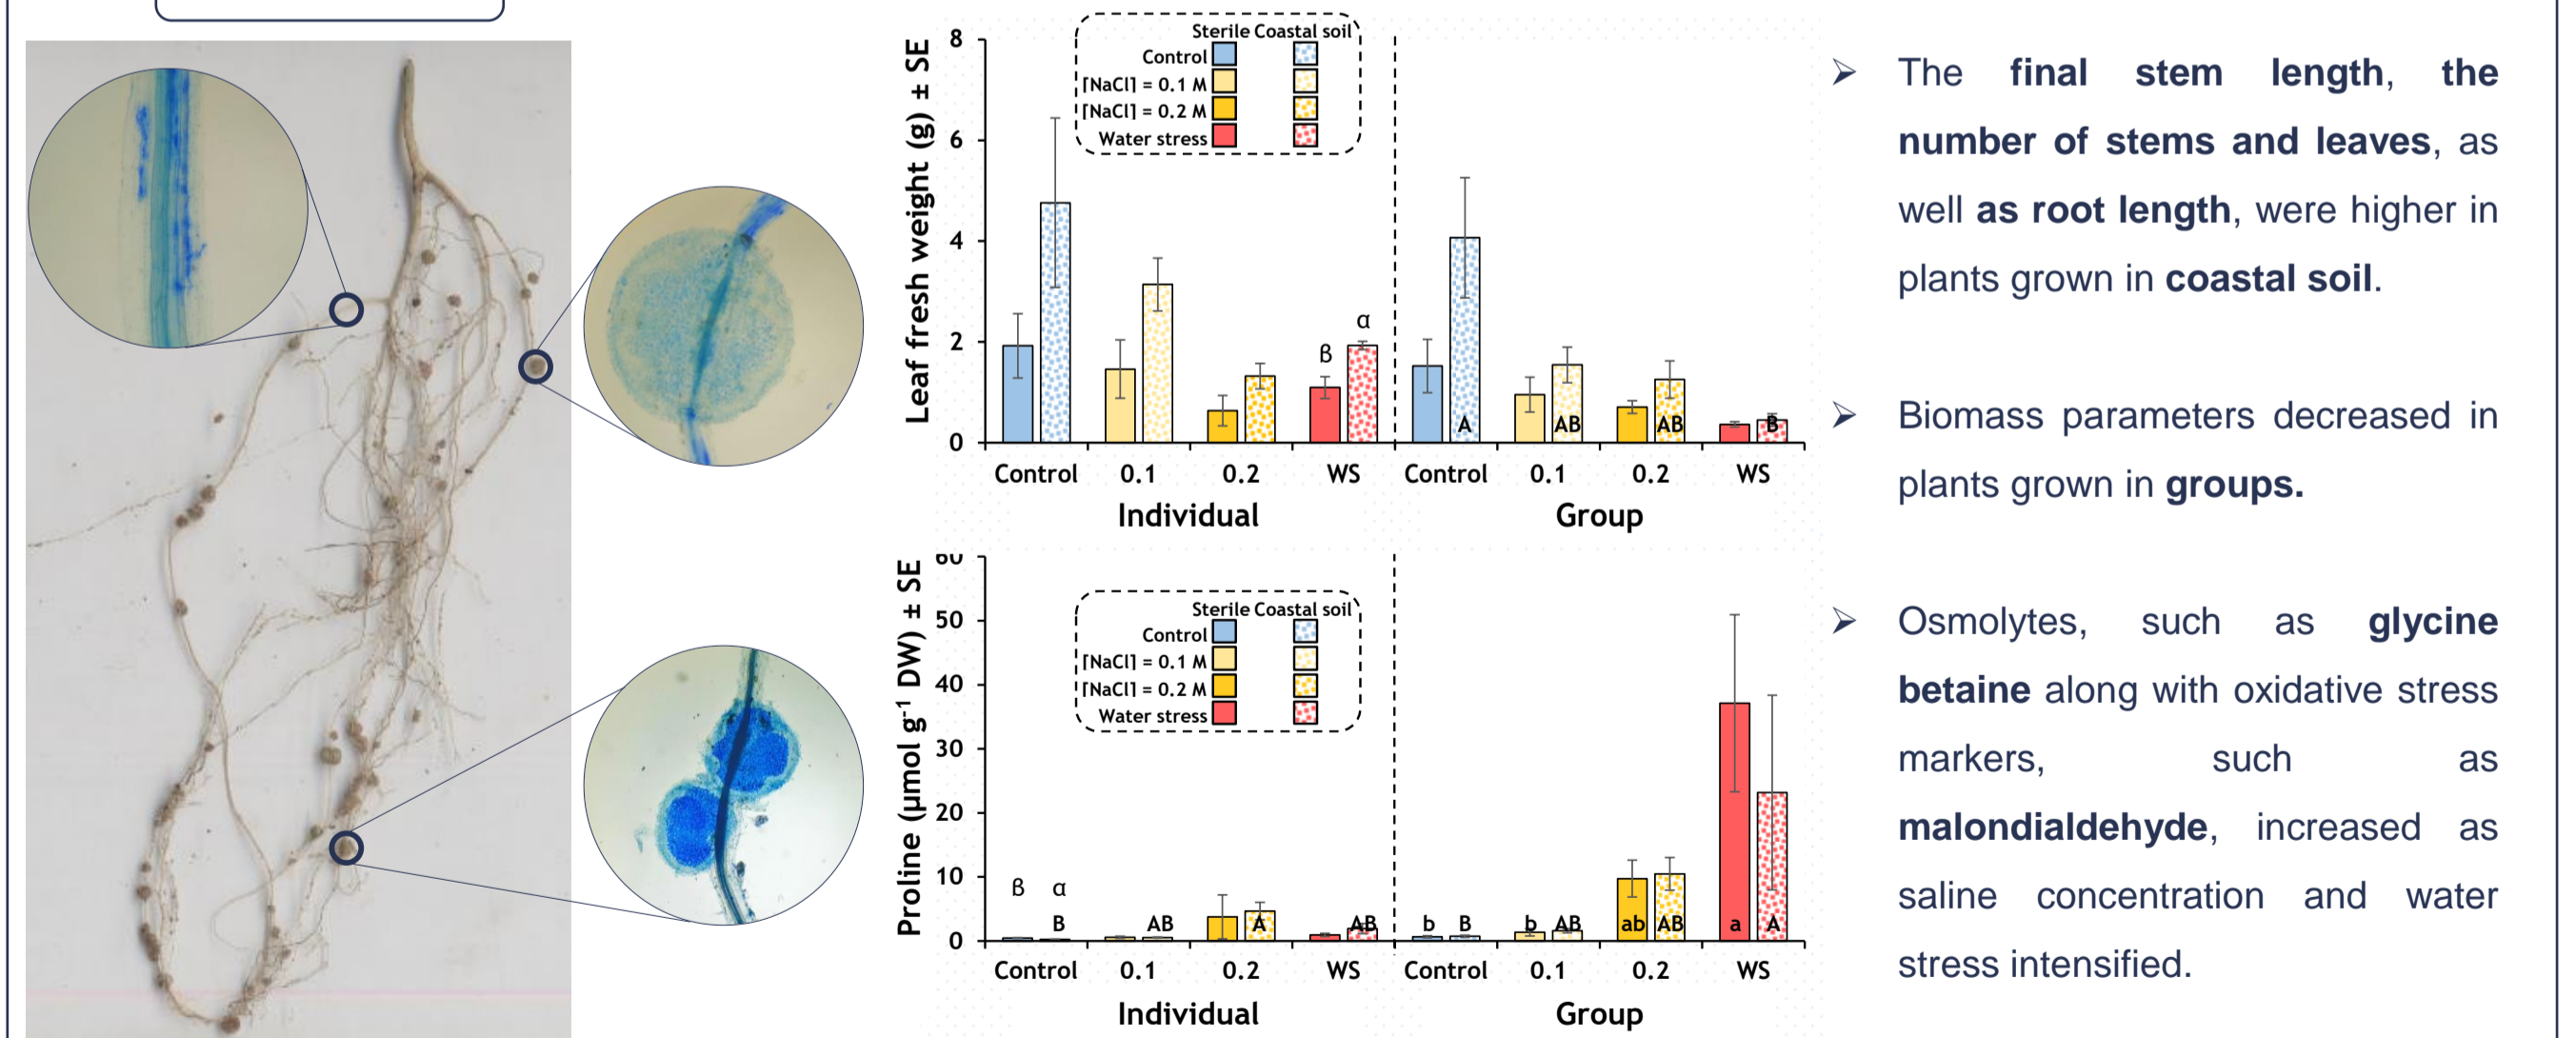 Leaf fresh weight (g) ± SE
8
6
4
2
0
Sterile Coastal soil
Control
[NaCl] = 0.1 M
[NaCl] = 0.2 M
Water stress
β α
A AB AB B
Control 0.1 0.2 WS Control 0.1 0.2 WS
Individual Group
Proline (µmol g-1 DW) ± SE
60
50
40
30
20
10
0
Sterile Coastal soil
Control
[NaCl] = 0.1 M
[NaCl] = 0.2 M
Water stress
β α
B AB A AB b B b AB ab AB a A
Control 0.1 0.2 WS Control 0.1 0.2 WS
Individual Group
➢ The final stem length, the
number of stems and leaves, as
well as root length, were higher in
plants grown in coastal soil.
➢ Biomass parameters decreased in
plants grown in groups.
➢ Osmolytes, such as glycine
betaine along with oxidative stress
markers, such as
malondialdehyde, increased as
saline concentration and water
stress intensified.